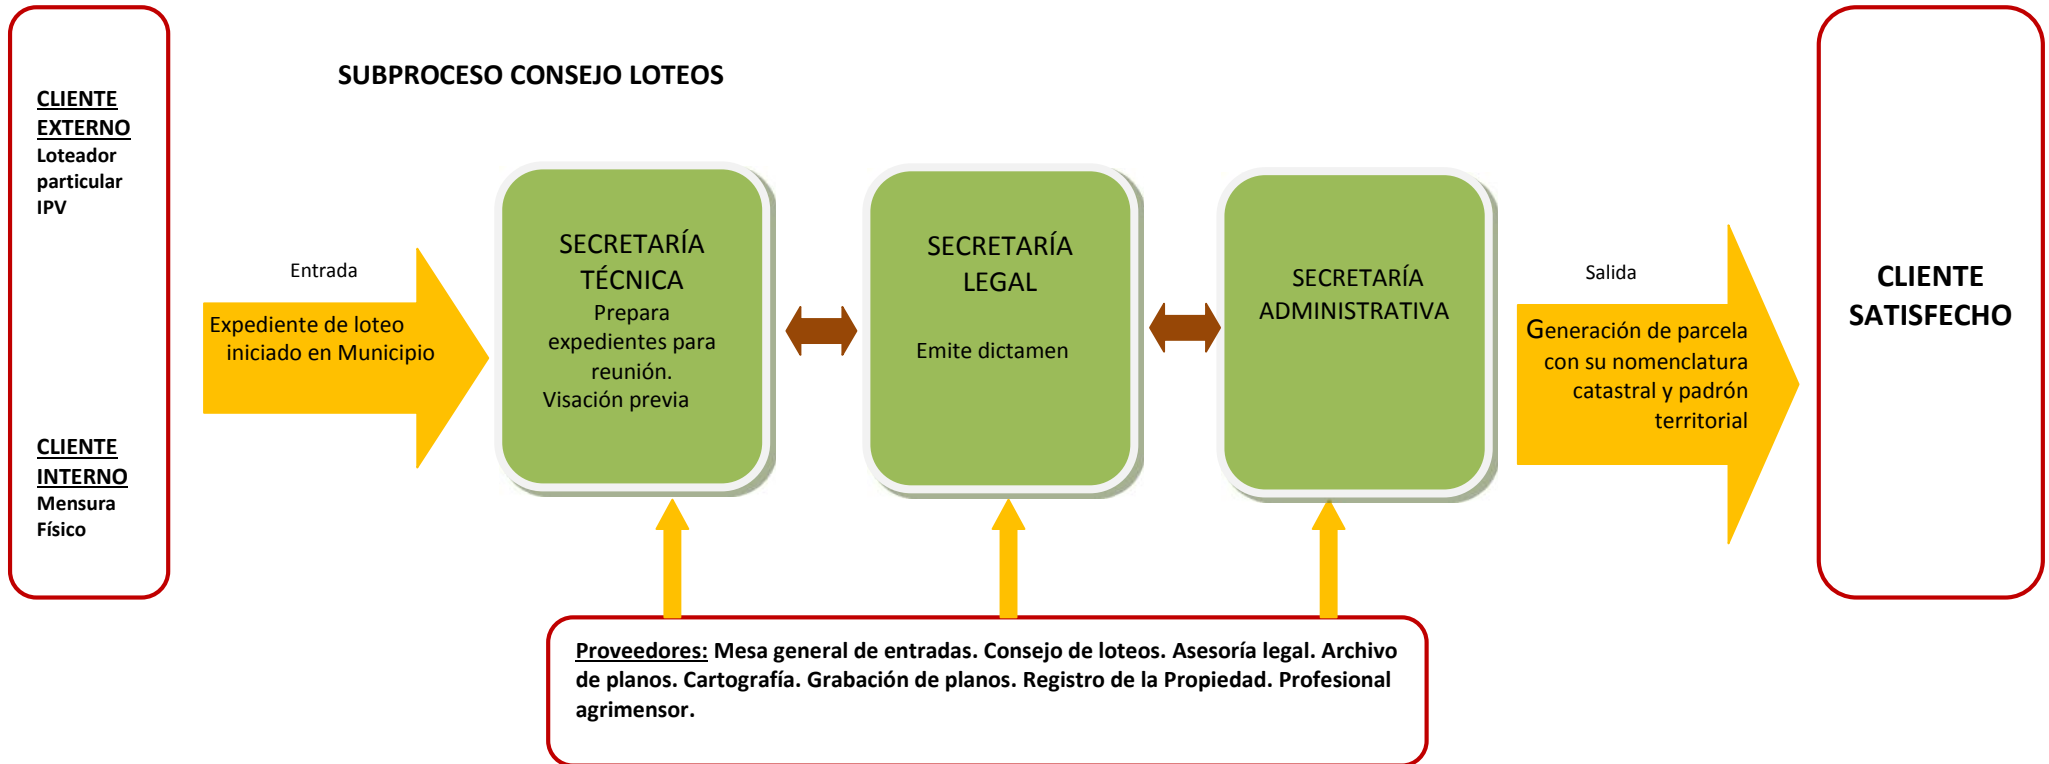 SUBPROCESO CONSEJO LOTEOS
CLIENTE
EXTERNO
Loteador
particular
IPV
CLIENTE
INTERNO
Mensura
Físico
Entrada
Expediente de loteo
iniciado en Municipio
SECRETARÍA
TÉCNICA
Prepara
expedientes para
reunión.
Visación previa
SECRETARÍA
LEGAL
Emite dictamen
SECRETARÍA
ADMINISTRATIVA
Salida
Generación de parcela
con su nomenclatura
catastral y padrón
territorial
CLIENTE
SATISFECHO
Proveedores: Mesa general de entradas. Consejo de loteos. Asesoría legal. Archivo
de planos. Cartografía. Grabación de planos. Registro de la Propiedad. Profesional
agrimensor.